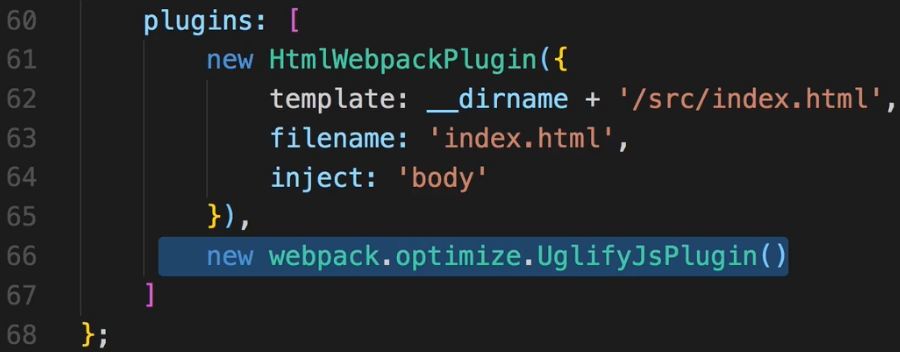 60 plugins: [
61 new HtmlWebpackPlugin({
62 template: __dirname + '/src/index.html',
63 filename: 'index.html',
64 inject: 'body'
65 }),
66 new webpack.optimize.UglifyJsPlugin()
67 ]
68 };